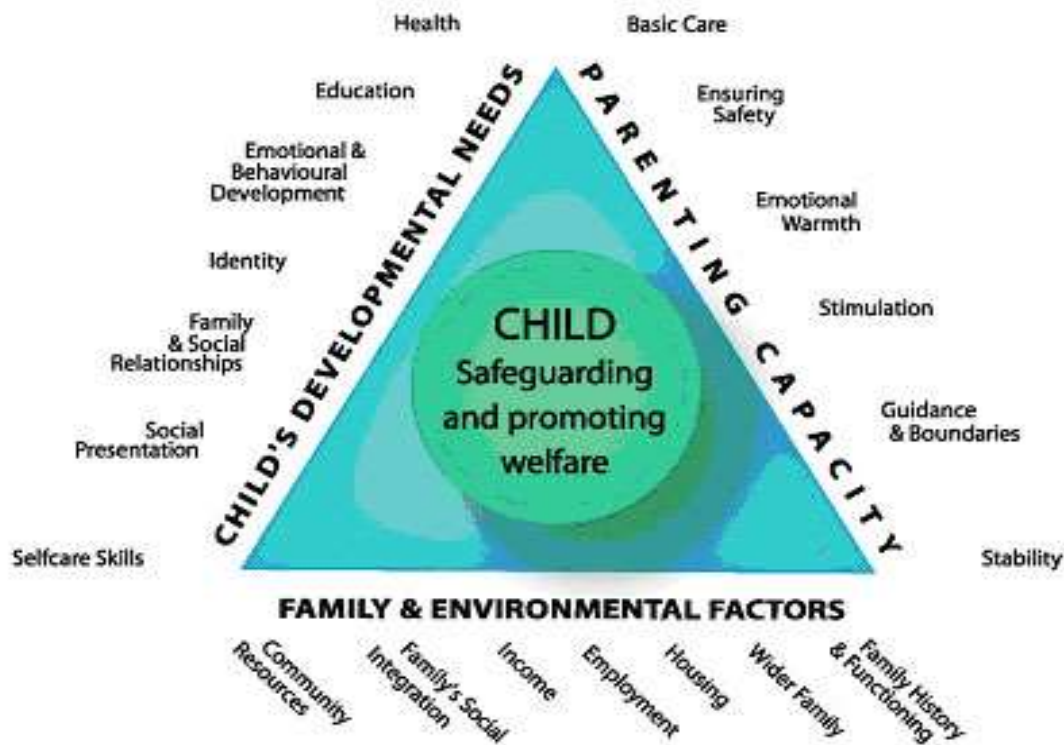 Health
Education
Emotional &
Behavioural
Development
Identity
Family
& Social
Relationships
Social
Presentation
Selfcare Skills
CHILD'S DEVELOPMENTAL NEEDS
Basic Care
Ensuring
Safety
Emotional
Warmth
Stimulation
Guidance
& Boundaries
Stability
PARENTING CAPACITY
CHILD
Safeguarding
and promoting
welfare
FAMILY & ENVIRONMENTAL FACTORS
Community
Resources
Family's Social
Integration
Income
Employment
Housing
Wider Family
Family History
& Functioning